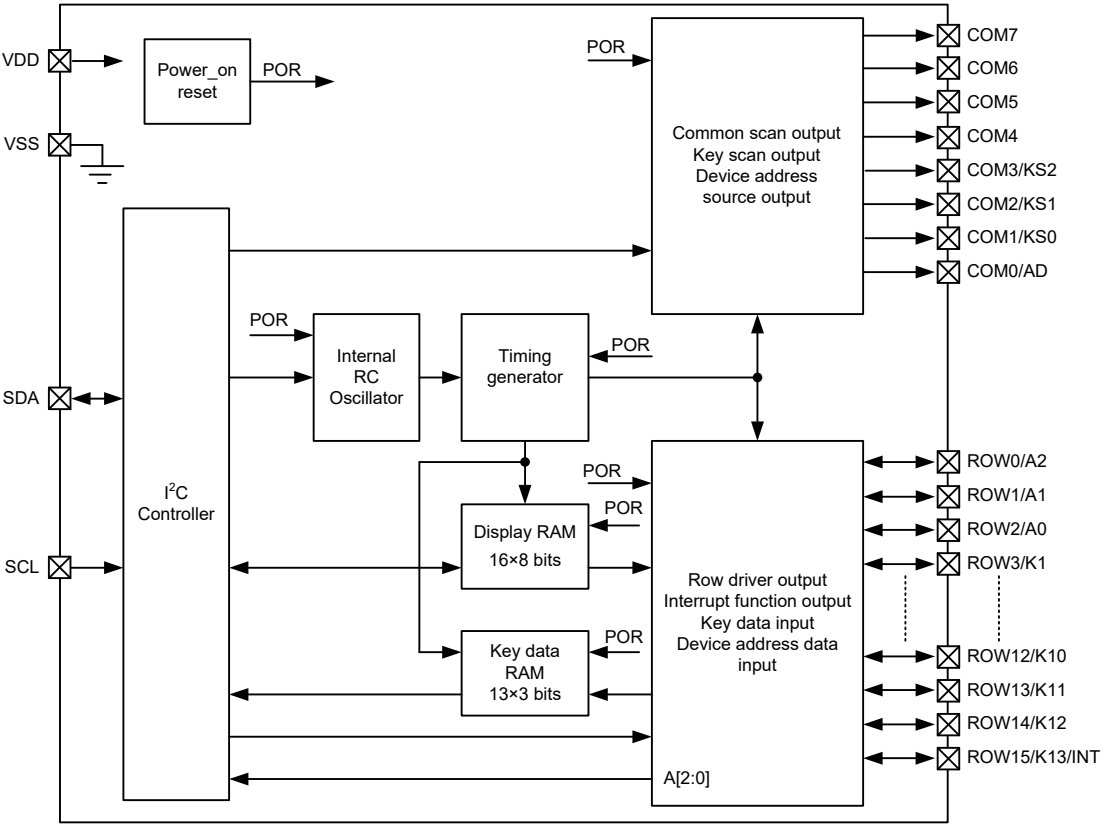 VDD
VSS
SDA
SCL
Power_on
reset
POR
I²C
Controller
POR
Internal
RC
Oscillator
Timing
generator
POR
POR
Common scan output
Key scan output
Device address
source output
COM7
COM6
COM5
COM4
COM3/KS2
COM2/KS1
COM1/KS0
COM0/AD
POR
Display RAM
16×8 bits
POR
Key data
RAM
13×3 bits
POR
Row driver output
Interrupt function output
Key data input
Device address data
input
A[2:0]
ROW0/A2
ROW1/A1
ROW2/A0
ROW3/K1
ROW12/K10
ROW13/K11
ROW14/K12
ROW15/K13/INT